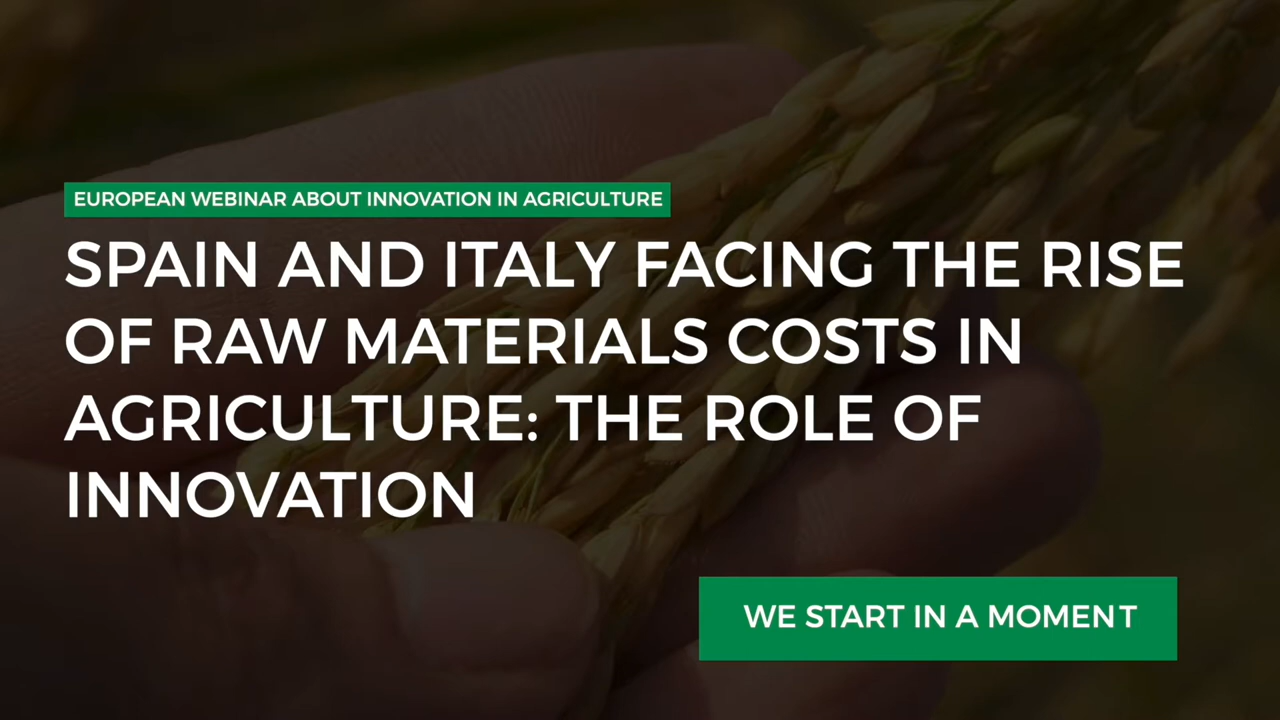 EUROPEAN WEBINAR ABOUT INNOVATION IN AGRICULTURE
SPAIN AND ITALY FACING THE RISE
OF RAW MATERIALS COSTS IN
AGRICULTURE: THE ROLE OF
INNOVATION
WE START IN A MOMENT